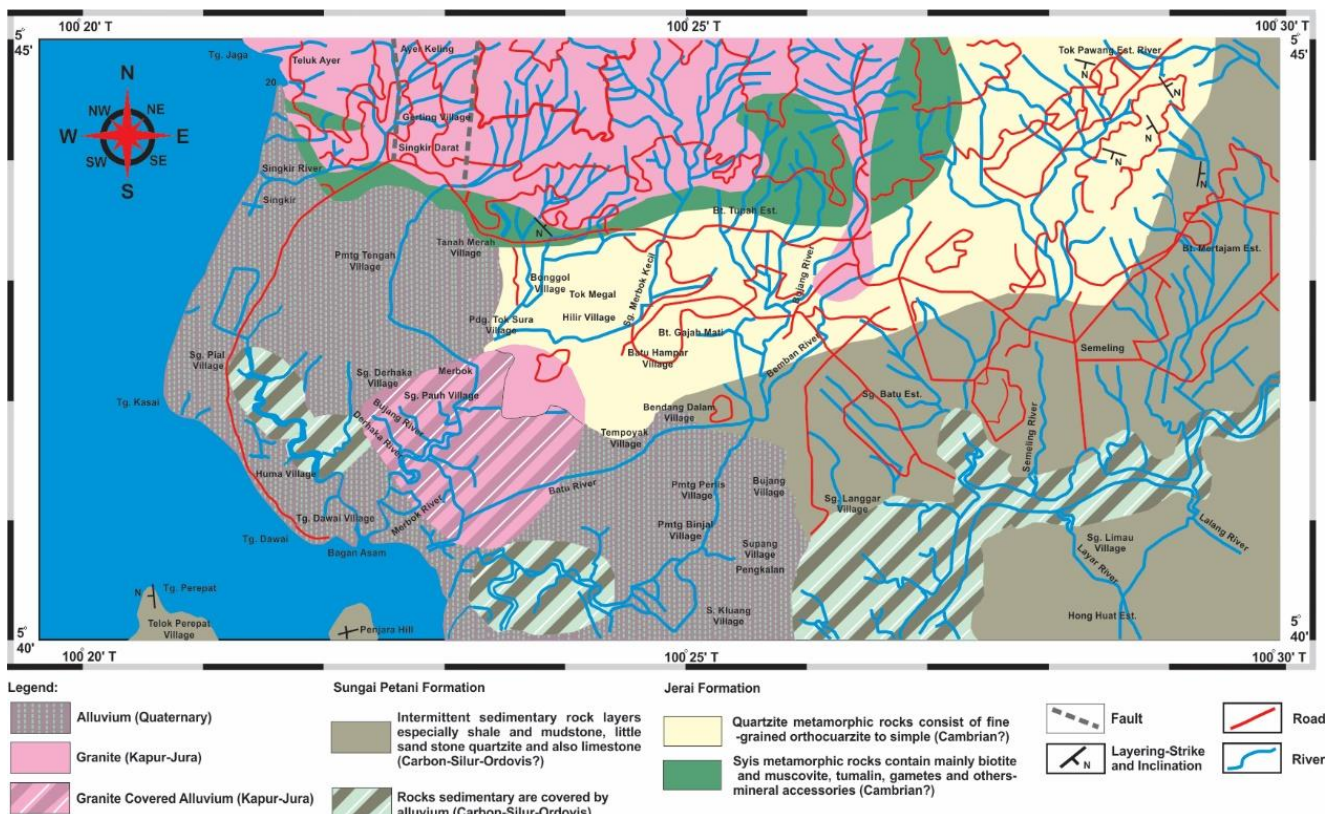 100° 20' T
100° 25' T
100° 30' T
5°
45'
5°
45'
Tg. Jaga
Teluk Ayer
Ayer Keling
Tok Pawang Est. River
N
20
N
NW
NE
W
E
SW
SE
S
Gerting Village
N
N
Singkir Darat
N
Singkir River
N
Singkir
Bt. Tupah Est.
N
Tanah Merah
Village
Bt. Mertajam Est.
Pmtg Tengah
Village
Bonggol
Village
Tok Megal
Sg. Merbok Kecil
Bojang River
Pdg. Tok Sura
Village
Hilir Village
Bt. Gajah Mati
Semeling
Sg. Pial
Village
Sg. Derhaka
Village
Merbok
Batu Hampar
Village
Bemban River
Tg. Kasai
Sg. Pauh Village
Sg. Batu Est.
Bujang River
Bendang Dalam
Village
Derhaka River
Tempoyak
Village
Semeling River
Huma Village
Batu River
Pmtg Perlis
Village
Bujang
Village
Sg. Langgar
Village
Tg. Dawai Village
Merbok River
Pmtg Binjal
Village
Lalang River
Tg. Dawai
Bagan Asam
Supang
Village
Sg. Limau
Village
Pengkalan
Layar River
N
Tg. Perepat
S. Kluang
Village
Hong Huat Est.
Telok Perepat
Village
Penjara Hill
5°
40'
5°
40'
100° 20' T
100° 25' T
100° 30' T
Legend:
Alluvium (Quaternary)
Granite (Kapur-Jura)
Granite Covered Alluvium (Kapur-Jura)
Sungai Petani Formation
Intermittent sedimentary rock layers
especially shale and mudstone, little
sand stone quartzite and also limestone
(Carbon-Silur-Ordovis?)
Rocks sedimentary are covered by
alluvium (Carbon-Silur-Ordovis)
Jerai Formation
Quartzite metamorphic rocks consist of fine
-grained orthocuarzite to simple (Cambrian?)
Syis metamorphic rocks contain mainly biotite
and muscovite, tumalin, gametes and others-
mineral accessories (Cambrian?)
Fault
Road
N
Layering-Strike
and Inclination
River